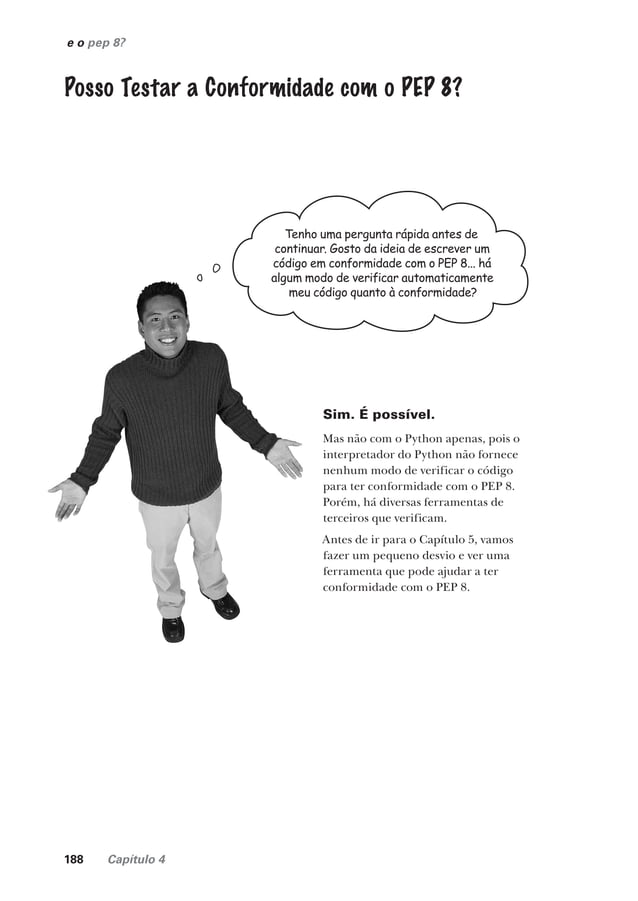 e o pep 8?
Posso Testar a Conformidade com o PEP 8?
Tenho uma pergunta rápida antes de
continuar. Gosto da ideia de escrever um
código em conformidade com o PEP 8... há
algum modo de verificar automaticamente
meu código quanto à conformidade?
Sim. É possível.
Mas não com o Python apenas, pois o
interpretador do Python não fornece
nenhum modo de verificar o código
para ter conformidade com o PEP 8.
Porém, há diversas ferramentas de
terceiros que verificam.
Antes de ir para o Capítulo 5, vamos
fazer um pequeno desvio e ver uma
ferramenta que pode ajudar a ter
conformidade com o PEP 8.
188 Capítulo 4